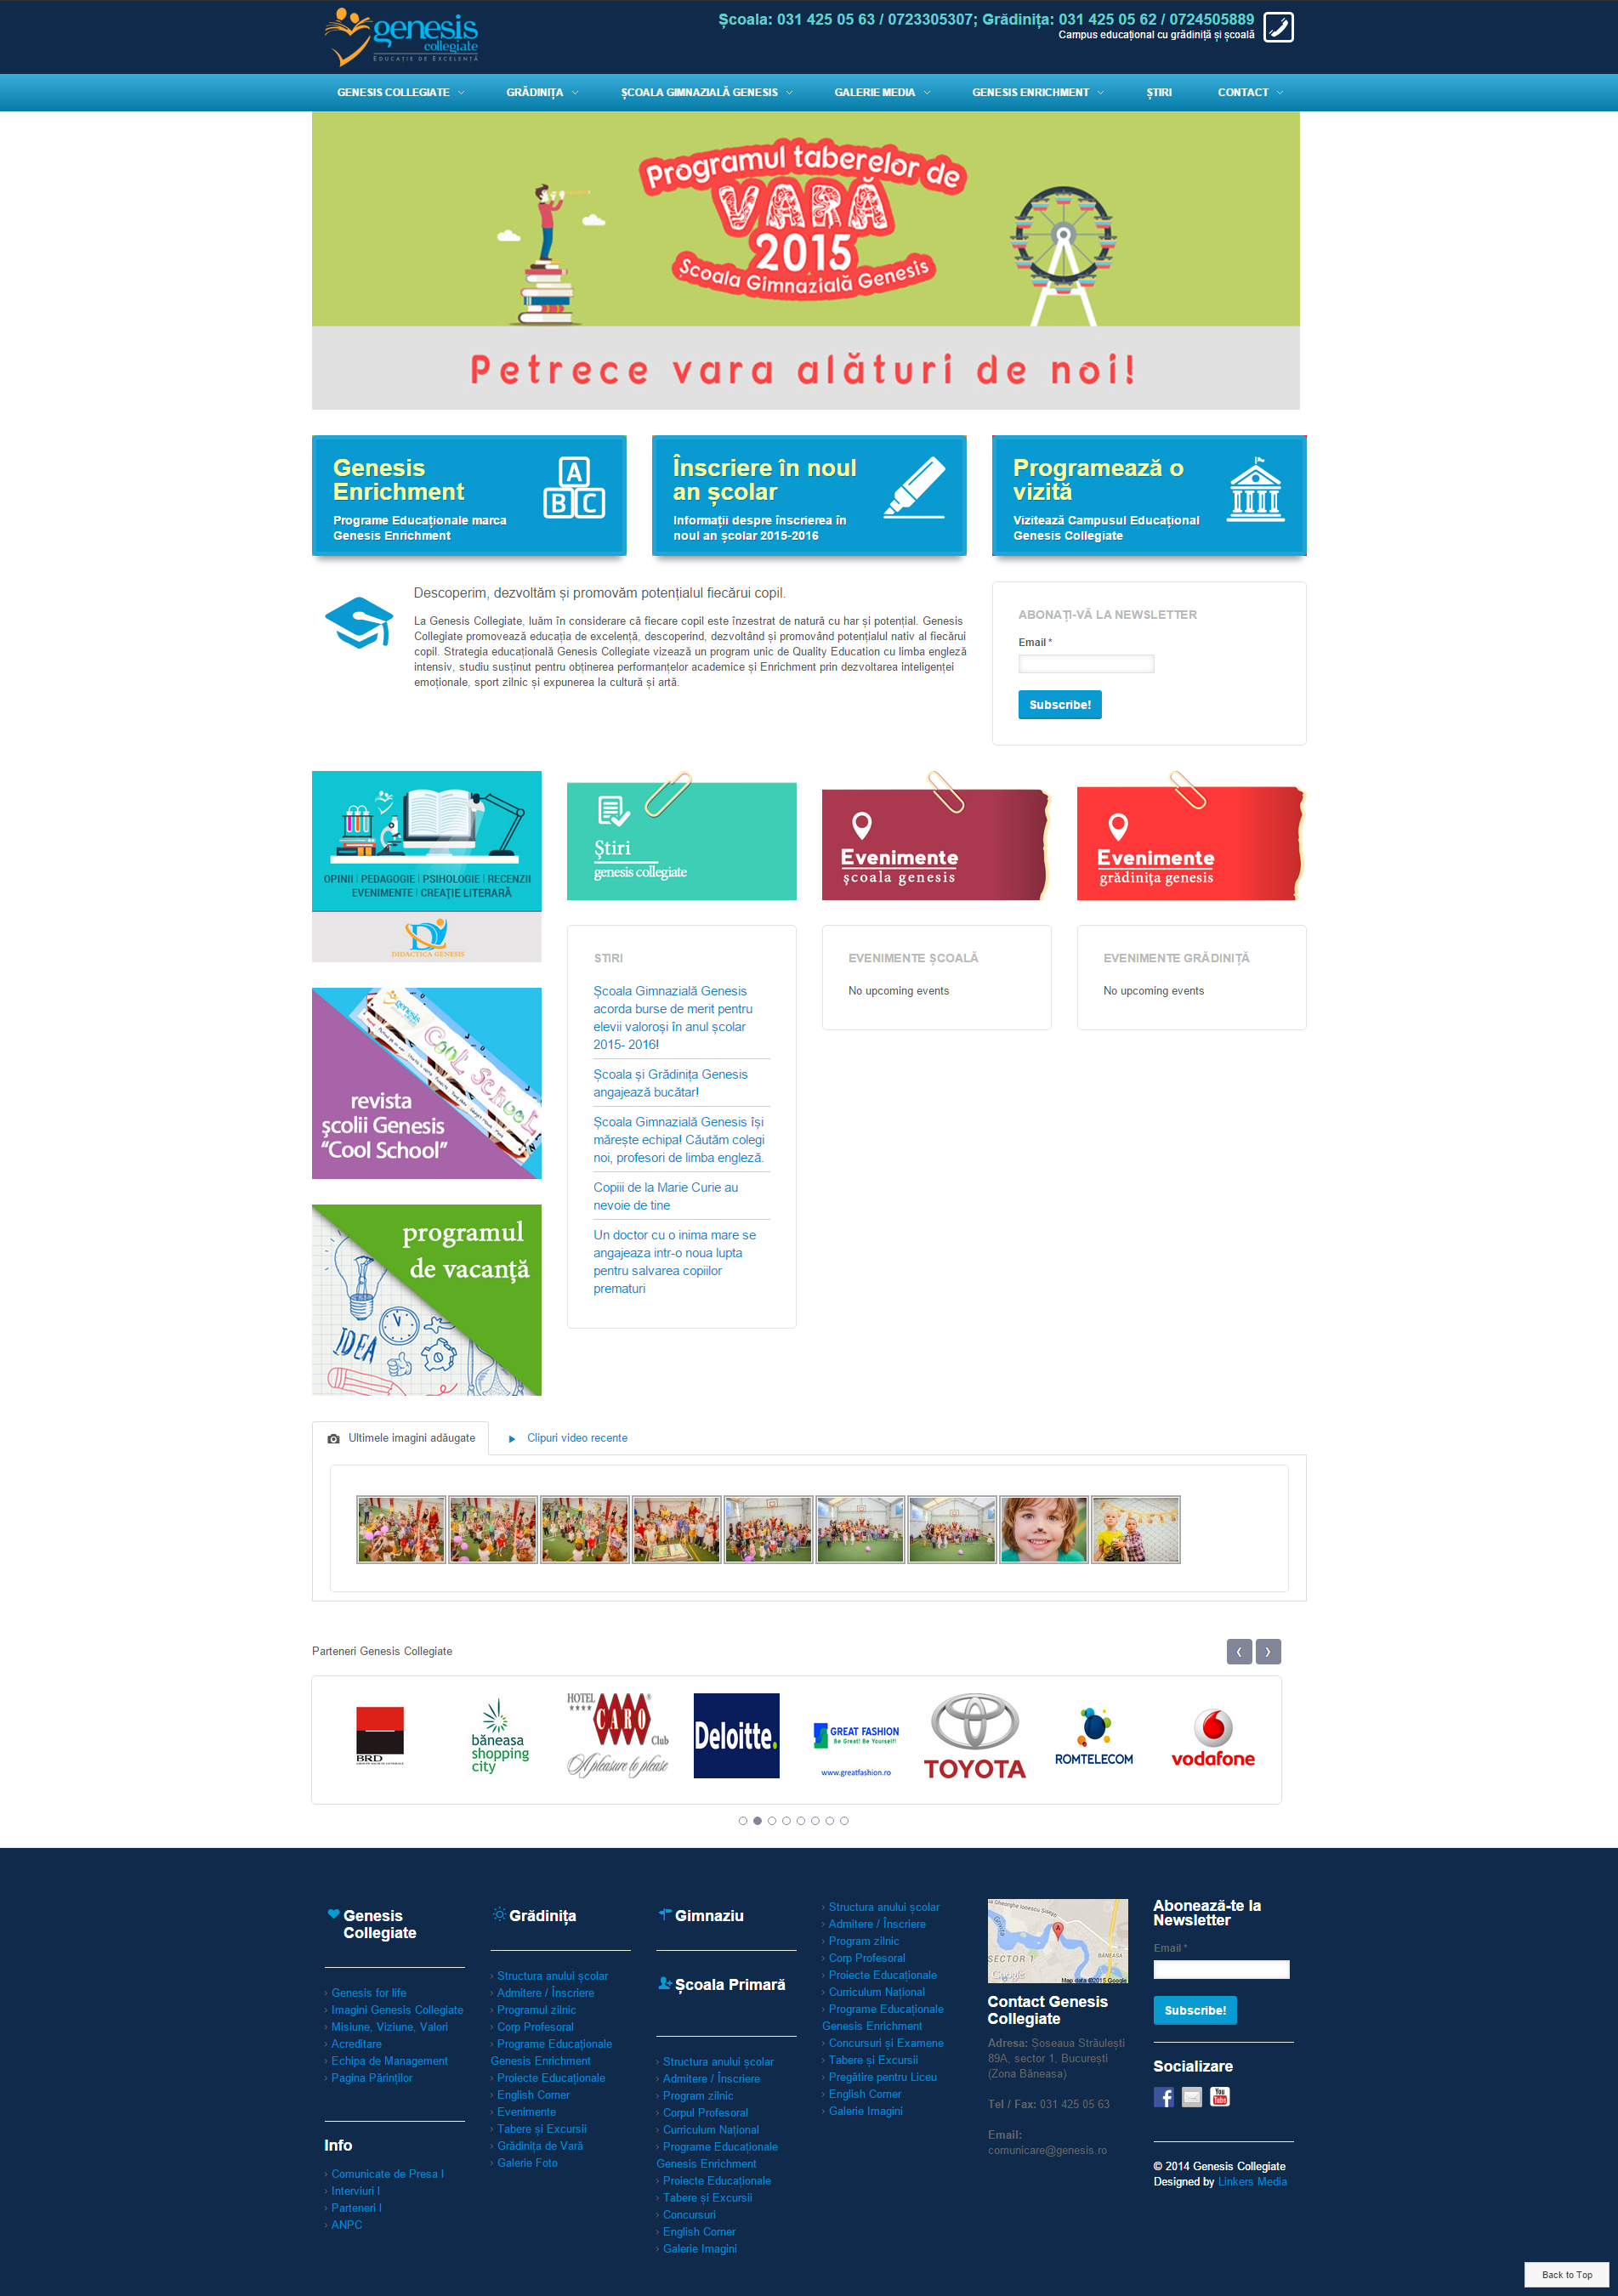 genesis
collegiate
EDUCAȚIE DE EXCELENȚĂ
Școala: 031 425 05 63 / 0723305307; Grădinița: 031 425 05 62 / 0724505889
Campus educațional cu grădiniță și școală
GENESIS COLLEGIATE
GRĂDINIȚA
ȘCOALA GIMNAZIALĂ GENESIS
GALERIE MEDIA
GENESIS ENRICHMENT
ȘTIRI
CONTACT
Programul taberelor de
VARĂ
2015
Școala Gimnazială Genesis
Petrece vara alături de noi!
Genesis
Enrichment
Programe Educaționale marca
Genesis Enrichment
A
B C
Înscriere în noul
an școlar
Informații despre înscrierea în
noul an școlar 2015-2016
Programează o
vizită
Vizitează Campusul Educațional
Genesis Collegiate
Descoperim, dezvoltăm și promovăm potențialul fiecărui copil.
La Genesis Collegiate, luăm în considerare că fiecare copil este înzestrat de natură cu har și potențial. Genesis
Collegiate promovează educația de excelență, descoperind, dezvoltând și promovând potențialul nativ al fiecărui
copil. Strategia educațională Genesis Collegiate vizează un program unic de Quality Education cu limba engleză
intensiv, studiu susținut pentru obținerea performanțelor academice și Enrichment prin dezvoltarea inteligenței
emoționale, sport zilnic și expunerea la cultură și artă.
ABONAȚI-VĂ LA NEWSLETTER
Email *
Subscribe!
OPINII | PEDAGOGIE | PSIHOLOGIE | RECENZII
EVENIMENTE | CREAȚIE LITERARĂ
DIDACTICA GENESIS
revista
școlii Genesis
"Cool School"
genesis
COOL SCHOOL
programul
de vacanță
IDEA
Știri
genesis collegiate
Evenimente
școala genesis
Evenimente
grădinița genesis
STIRI
Școala Gimnazială Genesis
acorda burse de merit pentru
elevii valoroși în anul școlar
2015- 2016!
Școala și Grădinița Genesis
angajează bucătar!
Școala Gimnazială Genesis își
mărește echipa! Căutăm colegi
noi, profesori de limba engleză.
Copiii de la Marie Curie au
nevoie de tine
Un doctor cu o inima mare se
angajeaza intr-o noua lupta
pentru salvarea copiilor
prematuri
EVENIMENTE ȘCOALĂ
No upcoming events
EVENIMENTE GRĂDINIȚĂ
No upcoming events
Ultimele imagini adăugate
Clipuri video recente
Parteneri Genesis Collegiate
BRD
băneasa
shopping
city
HOTEL
****
CARO
Club
A pleasure to please
Deloitte.
GREAT FASHION
Be Great! Be Yourself!
www.greatfashion.ro
TOYOTA
ROMTELECOM
vodafone
Genesis
Collegiate
› Genesis for life
› Imagini Genesis Collegiate
› Misiune, Viziune, Valori
› Acreditare
› Echipa de Management
› Pagina Părinților
Info
› Comunicate de Presa |
› Interviuri |
› Parteneri |
› ANPC
Grădinița
› Structura anului școlar
› Admitere / Înscriere
› Programul zilnic
› Corp Profesoral
› Programe Educaționale
Genesis Enrichment
› Proiecte Educaționale
› English Corner
› Evenimente
› Tabere și Excursii
› Grădinița de Vară
› Galerie Foto
Gimnaziu
Școala Primară
› Structura anului școlar
› Admitere / Înscriere
› Program zilnic
› Corpul Profesoral
› Curriculum Național
› Programe Educaționale
Genesis Enrichment
› Proiecte Educaționale
› Tabere și Excursii
› Concursuri
› English Corner
› Galerie Imagini
› Structura anului școlar
› Admitere / Înscriere
› Program zilnic
› Corp Profesoral
› Proiecte Educaționale
› Curriculum Național
› Programe Educaționale
Genesis Enrichment
› Concursuri și Examene
› Tabere și Excursii
› Pregătire pentru Liceu
› English Corner
› Galerie Imagini
A
SECTOR 1
BĂNEASA
Google
Map data ©2015 Google
Contact Genesis
Collegiate
Adresa: Șoseaua Străulești
89A, sector 1, București
(Zona Băneasa)
Tel / Fax: 031 425 05 63
Email:
comunicare@genesis.ro
Abonează-te la
Newsletter
Email *
Subscribe!
Socializare
You
Tube
© 2014 Genesis Collegiate
Designed by Linkers Media
Back to Top